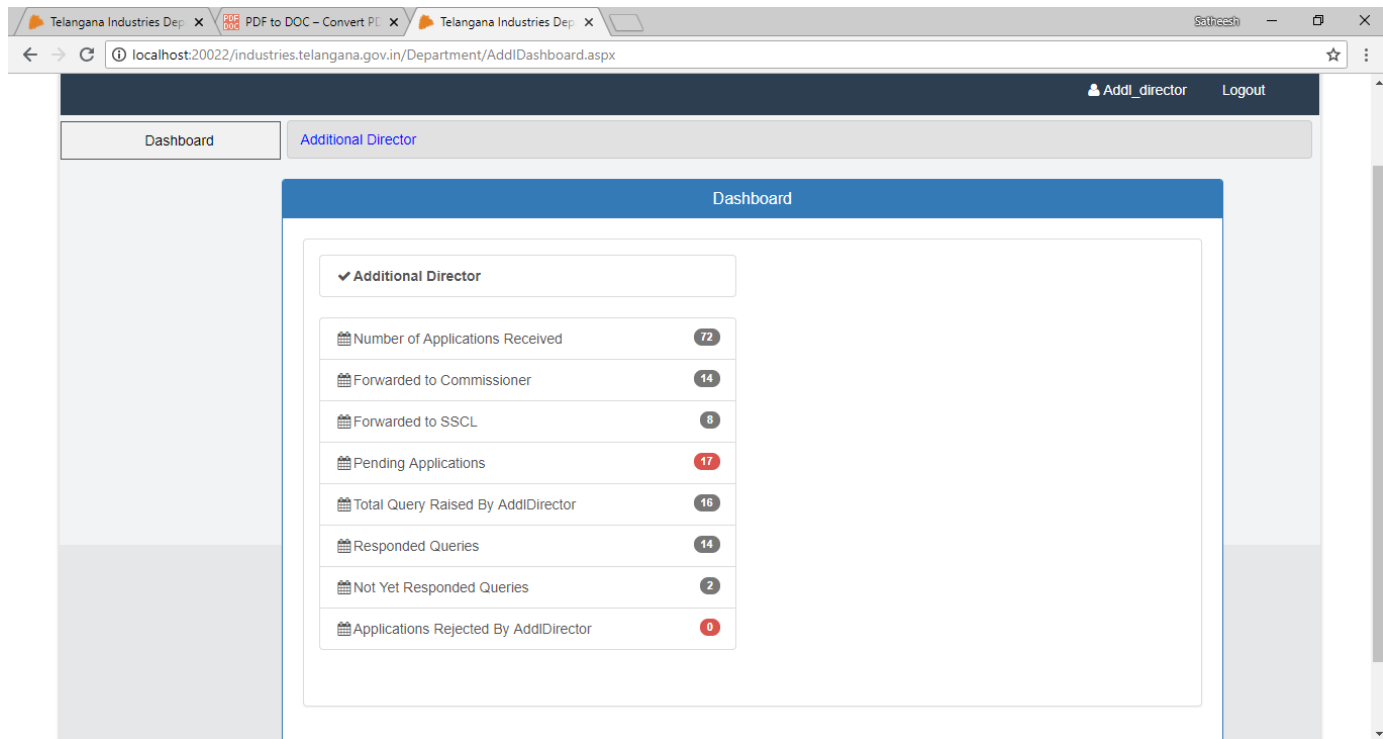 Telangana Industries Dep
PDF to DOC – Convert PD
Telangana Industries Dep
Satheesh
localhost:20022/industries.telangana.gov.in/Department/AddlDashboard.aspx
Addl_director Logout
Dashboard
Additional Director
Dashboard
Additional Director
Number of Applications Received 72
Forwarded to Commissioner 14
Forwarded to SSCL 8
Pending Applications 17
Total Query Raised By AddlDirector 16
Responded Queries 14
Not Yet Responded Queries 2
Applications Rejected By AddlDirector 0